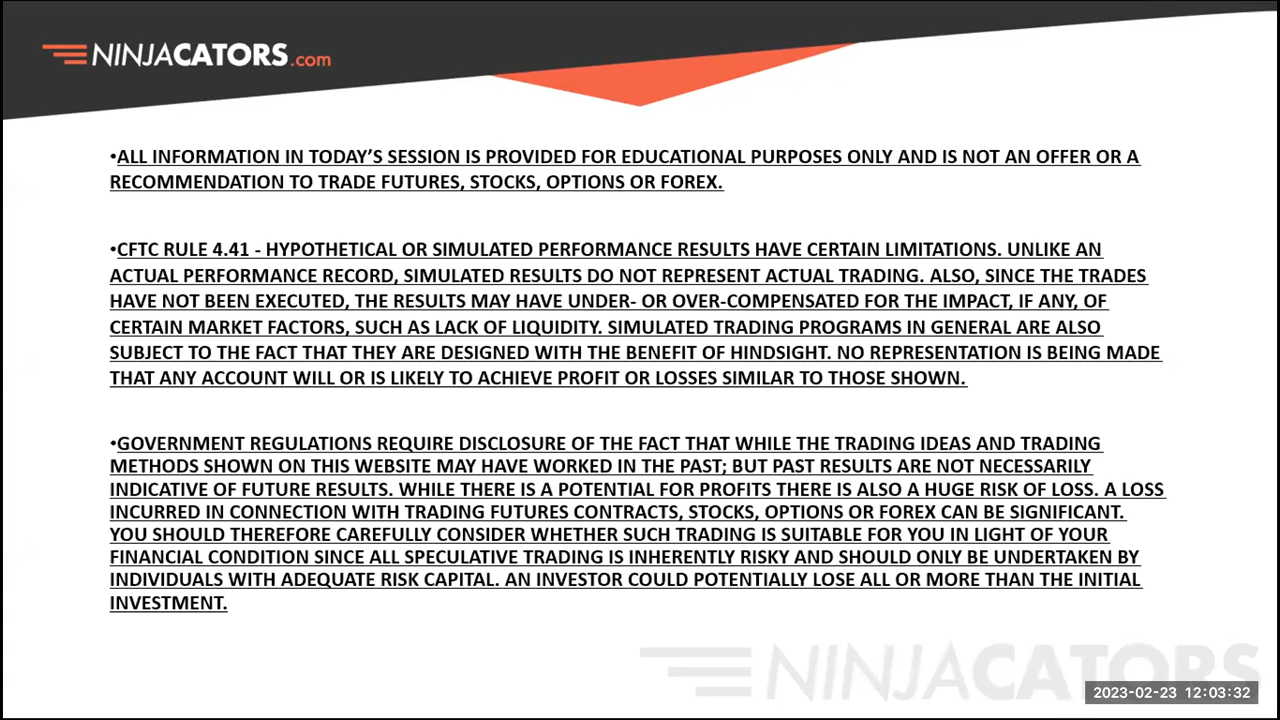 NINJACATORS.com
•ALL INFORMATION IN TODAY’S SESSION IS PROVIDED FOR EDUCATIONAL PURPOSES ONLY AND IS NOT AN OFFER OR A
RECOMMENDATION TO TRADE FUTURES, STOCKS, OPTIONS OR FOREX.
•CFTC RULE 4.41 - HYPOTHETICAL OR SIMULATED PERFORMANCE RESULTS HAVE CERTAIN LIMITATIONS. UNLIKE AN
ACTUAL PERFORMANCE RECORD, SIMULATED RESULTS DO NOT REPRESENT ACTUAL TRADING. ALSO, SINCE THE TRADES
HAVE NOT BEEN EXECUTED, THE RESULTS MAY HAVE UNDER- OR OVER-COMPENSATED FOR THE IMPACT, IF ANY, OF
CERTAIN MARKET FACTORS, SUCH AS LACK OF LIQUIDITY. SIMULATED TRADING PROGRAMS IN GENERAL ARE ALSO
SUBJECT TO THE FACT THAT THEY ARE DESIGNED WITH THE BENEFIT OF HINDSIGHT. NO REPRESENTATION IS BEING MADE
THAT ANY ACCOUNT WILL OR IS LIKELY TO ACHIEVE PROFIT OR LOSSES SIMILAR TO THOSE SHOWN.
•GOVERNMENT REGULATIONS REQUIRE DISCLOSURE OF THE FACT THAT WHILE THE TRADING IDEAS AND TRADING
METHODS SHOWN ON THIS WEBSITE MAY HAVE WORKED IN THE PAST; BUT PAST RESULTS ARE NOT NECESSARILY
INDICATIVE OF FUTURE RESULTS. WHILE THERE IS A POTENTIAL FOR PROFITS THERE IS ALSO A HUGE RISK OF LOSS. A LOSS
INCURRED IN CONNECTION WITH TRADING FUTURES CONTRACTS, STOCKS, OPTIONS OR FOREX CAN BE SIGNIFICANT.
YOU SHOULD THEREFORE CAREFULLY CONSIDER WHETHER SUCH TRADING IS SUITABLE FOR YOU IN LIGHT OF YOUR
FINANCIAL CONDITION SINCE ALL SPECULATIVE TRADING IS INHERENTLY RISKY AND SHOULD ONLY BE UNDERTAKEN BY
INDIVIDUALS WITH ADEQUATE RISK CAPITAL. AN INVESTOR COULD POTENTIALLY LOSE ALL OR MORE THAN THE INITIAL
INVESTMENT.
NINJACATORS
2023-02-23 12:03:32